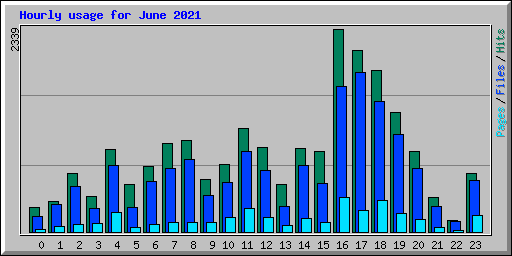 Hourly usage for June 2021
2339
Pages / Files / Hits
0 1 2 3 4 5 6 7 8 9 10 11 12 13 14 15 16 17 18 19 20 21 22 23